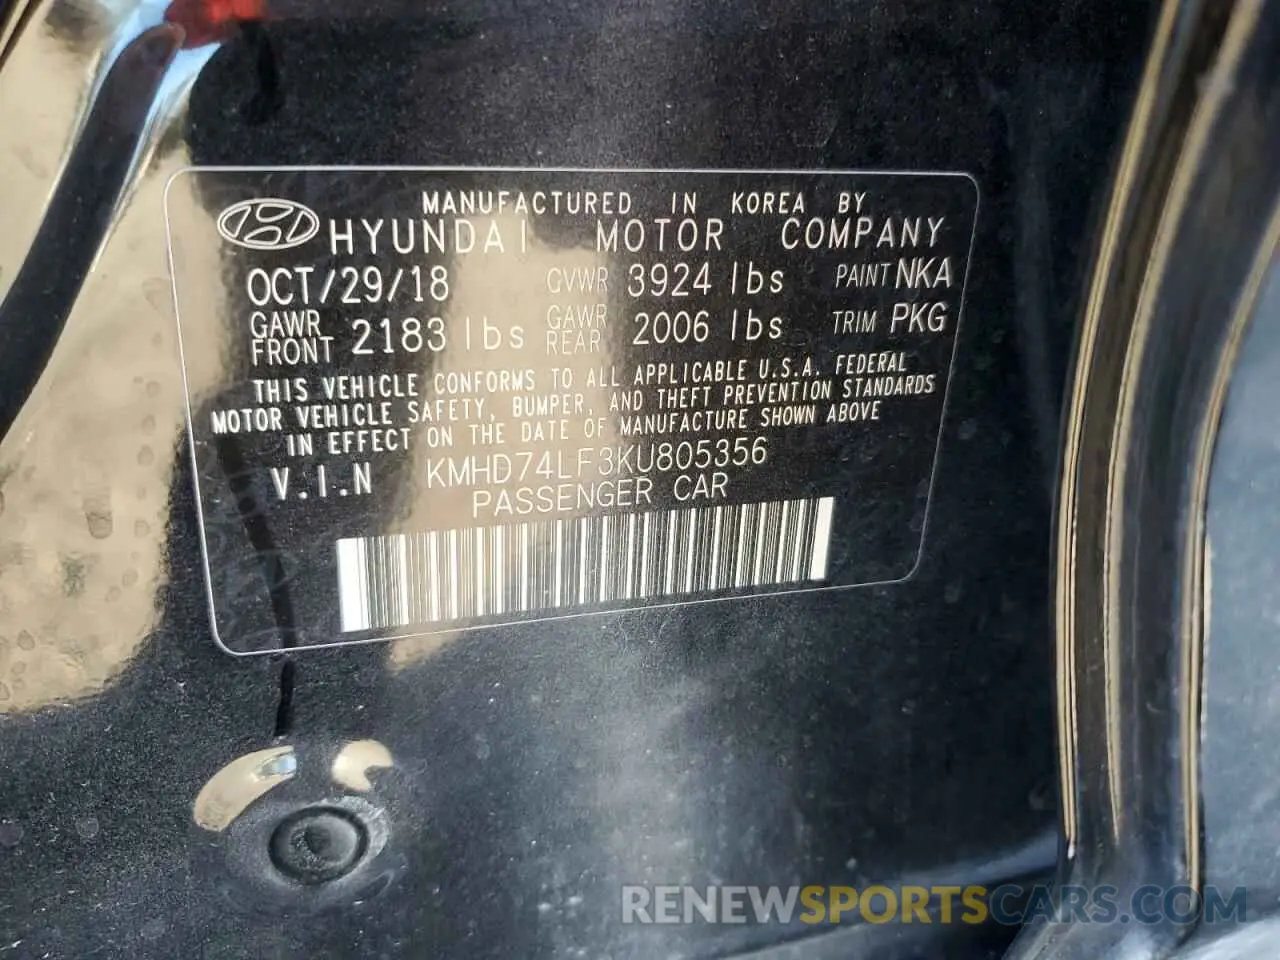 MANUFACTURED IN KOREA BY
HYUNDAI MOTOR COMPANY
OCT/29/18 GVWR 3924 lbs PAINT NKA
GAWR FRONT 2183 lbs GAWR REAR 2006 lbs TRIM PKG
THIS VEHICLE CONFORMS TO ALL APPLICABLE U.S.A. FEDERAL
MOTOR VEHICLE SAFETY, BUMPER, AND THEFT PREVENTION STANDARDS
IN EFFECT ON THE DATE OF MANUFACTURE SHOWN ABOVE
V.I.N KMHD74LF3KU805356
PASSENGER CAR
RENEWSPORTSCARS.COM